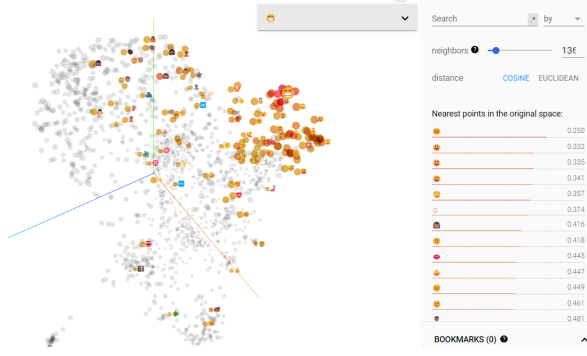 Search
.*
by
neighbors
136
distance
COSINE
EUCLIDEAN
Nearest points in the original space:
0.250
0.332
0.335
0.341
0.357
0.374
0.416
0.418
0.445
0.447
0.449
0.461
0.481
BOOKMARKS (0)